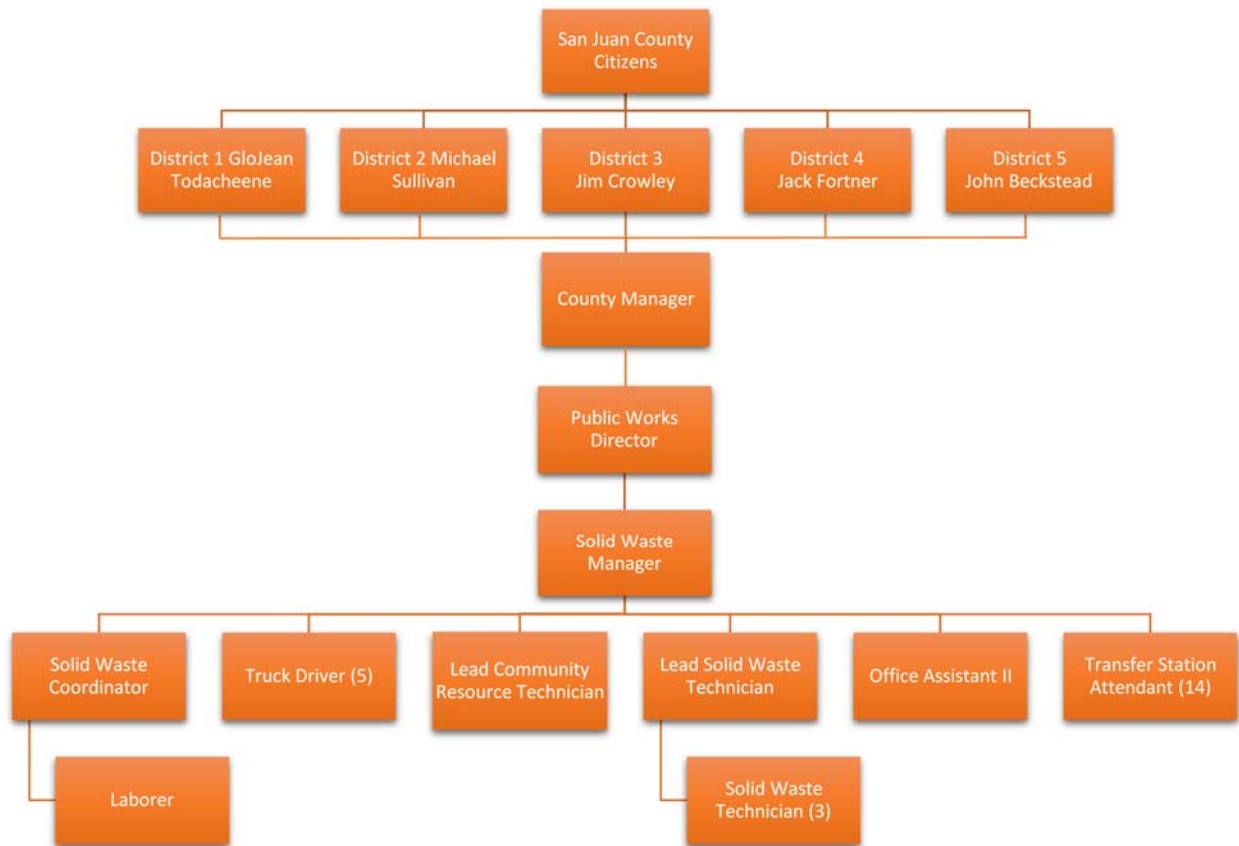 San Juan County
Citizens
District 1 GloJean
Todacheene
District 2 Michael
Sullivan
District 3
Jim Crowley
District 4
Jack Fortner
District 5
John Beckstead
County Manager
Public Works
Director
Solid Waste
Manager
Solid Waste
Coordinator
Truck Driver (5)
Lead Community
Resource Technician
Lead Solid Waste
Technician
Office Assistant II
Transfer Station
Attendant (14)
Laborer
Solid Waste
Technician (3)